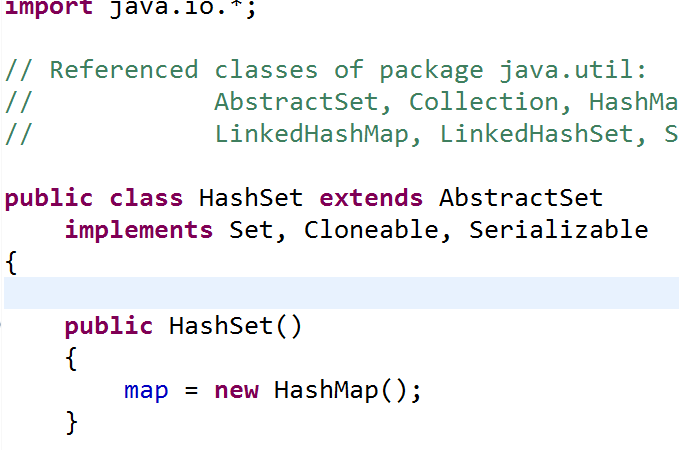 import java.io.*;
// Referenced classes of package java.util:
// AbstractSet, Collection, HashMa
// LinkedHashMap, LinkedHashSet, S
public class HashSet extends AbstractSet
implements Set, Cloneable, Serializable
{
public HashSet()
{
map = new HashMap();
}